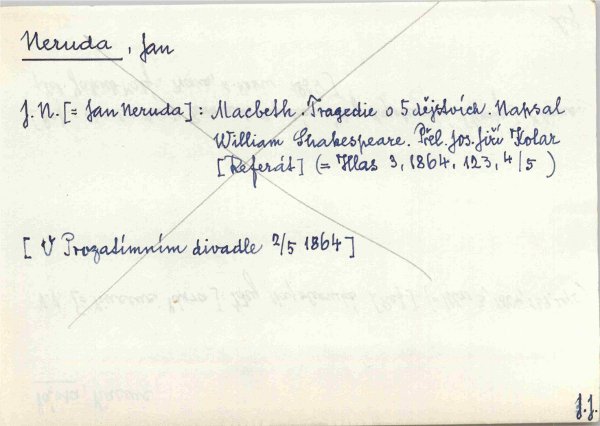 Neruda, Jan
J. N. [= Jan Neruda]: Macbeth. Tragedie o 5 dějstvích. Napsal
William Shakespeare. Přel. Jos. Jiří Kolar
[Referát] (= Hlas 3, 1864, 123, 4/5)
[V Prozatímním divadle 2/5 1864]
J.J.